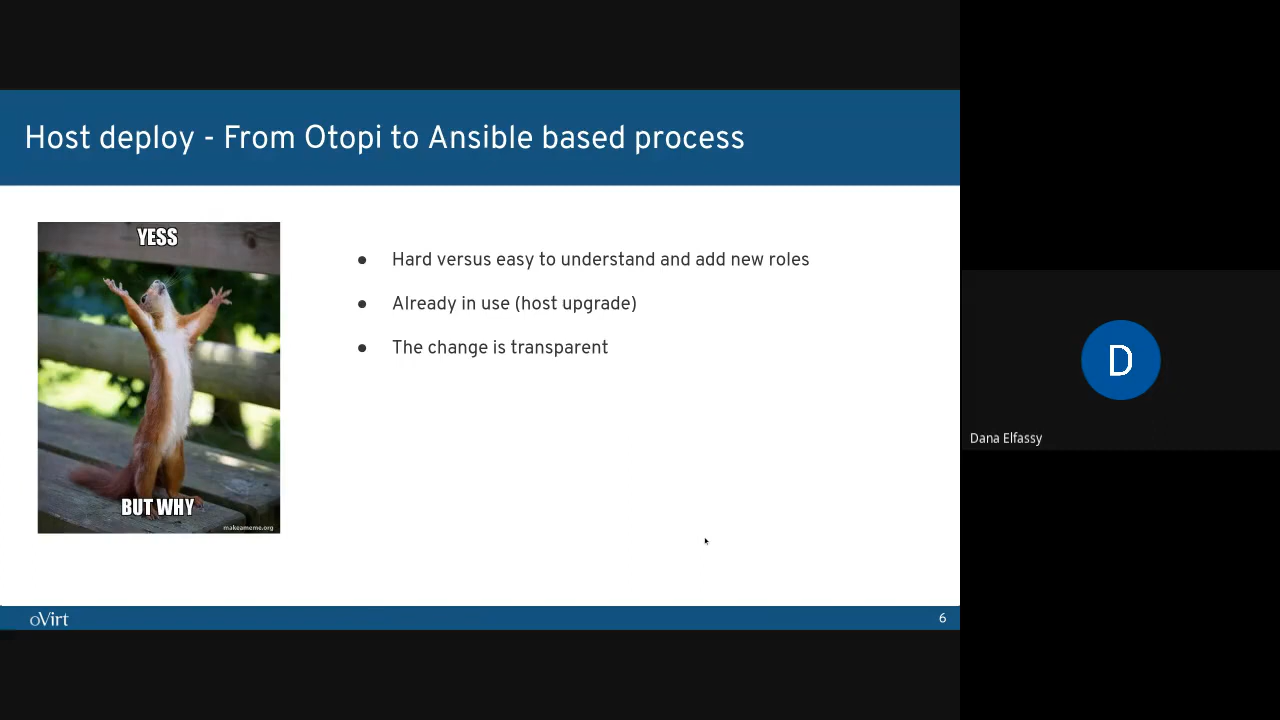 Host deploy - From Otopi to Ansible based process
YESS
BUT WHY
makeameme.org
● Hard versus easy to understand and add new roles
● Already in use (host upgrade)
● The change is transparent
oVirt
6
D
Dana Elfassy